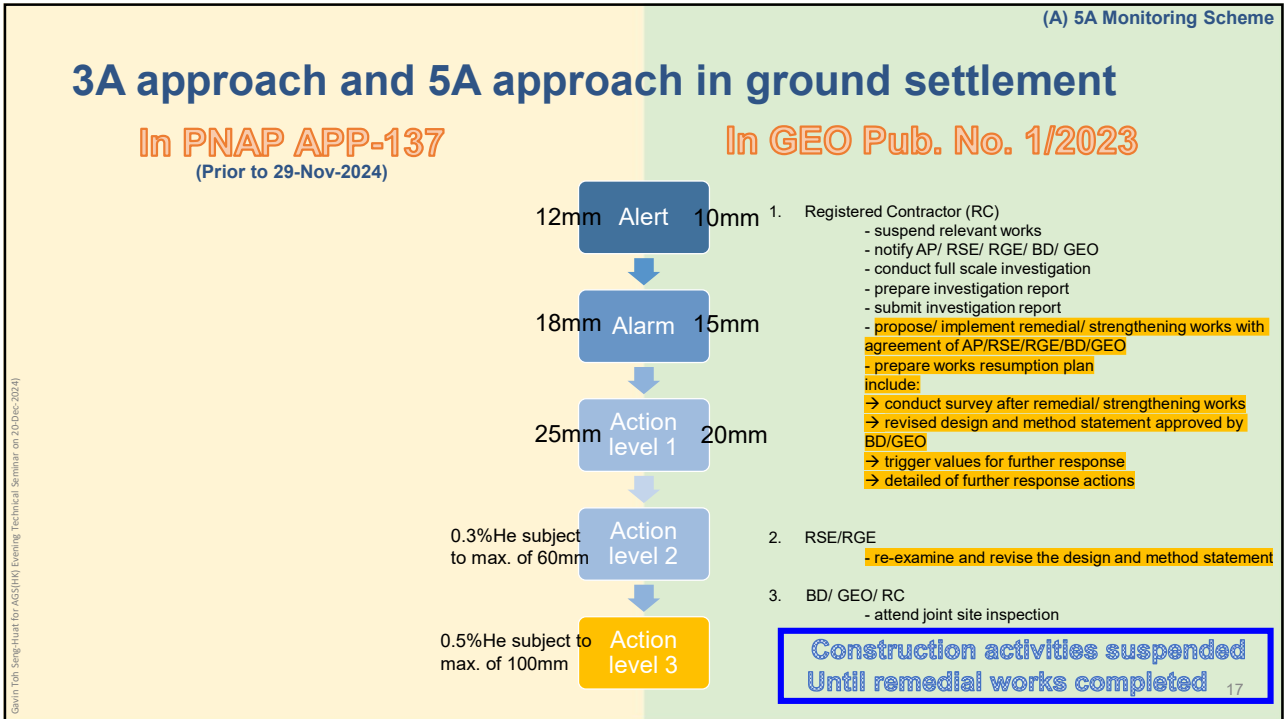 (A) 5A Monitoring Scheme
3A approach and 5A approach in ground settlement
In PNAP APP-137
(Prior to 29-Nov-2024)
In GEO Pub. No. 1/2023
12mm Alert 10mm
18mm Alarm 15mm
25mm Action level 1 20mm
0.3%He subject
to max. of 60mm
Action
level 2
0.5%He subject to
max. of 100mm
Action
level 3
1. Registered Contractor (RC)
- suspend relevant works
- notify AP/ RSE/ RGE/ BD/ GEO
- conduct full scale investigation
- prepare investigation report
- submit investigation report
- propose/ implement remedial/ strengthening works with
agreement of AP/RSE/RGE/BD/GEO
- prepare works resumption plan
include:
→ conduct survey after remedial/ strengthening works
→ revised design and method statement approved by
BD/GEO
→ trigger values for further response
→ detailed of further response actions
2. RSE/RGE
- re-examine and revise the design and method statement
3. BD/ GEO/ RC
- attend joint site inspection
Construction activities suspended
Until remedial works completed
17
Gavin Toh Seng-Huat for AGS(HK) Evening Technical Seminar on 20-Dec-2024)